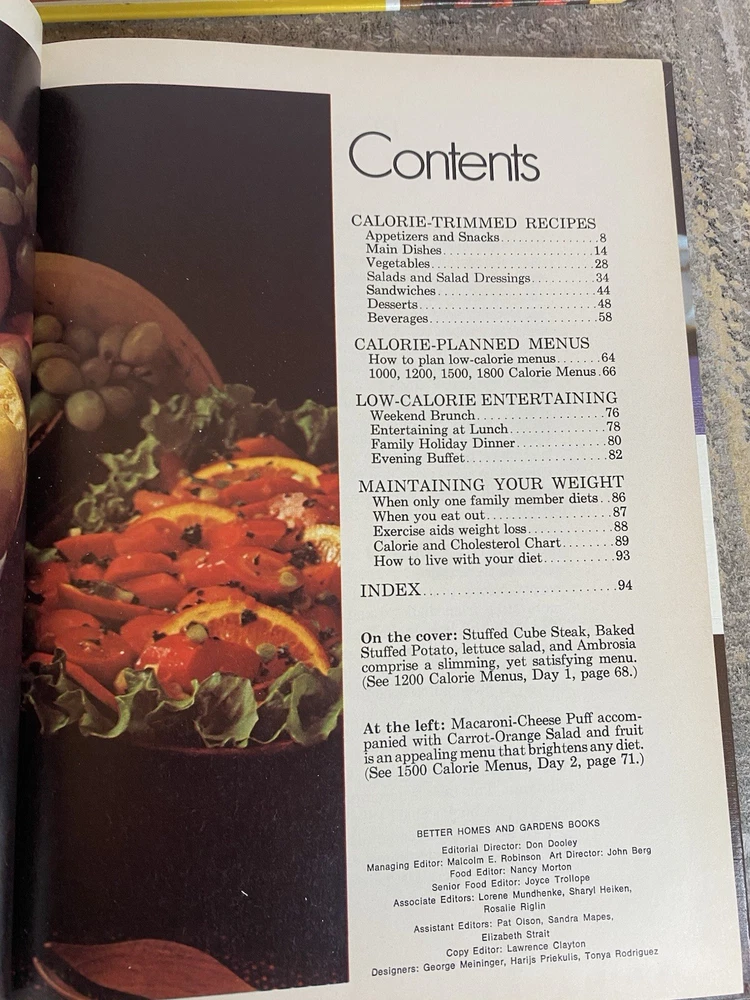 Contents
CALORIE-TRIMMED RECIPES
Appetizers and Snacks...............8
Main Dishes.......................14
Vegetables.........................28
Salads and Salad Dressings..........34
Sandwiches........................44
Desserts...........................48
Beverages..........................58
CALORIE-PLANNED MENUS
How to plan low-calorie menus.......64
1000, 1200, 1500, 1800 Calorie Menus.66
LOW-CALORIE ENTERTAINING
Weekend Brunch....................76
Entertaining at Lunch...............78
Family Holiday Dinner..............80
Evening Buffet......................82
MAINTAINING YOUR WEIGHT
When only one family member diets..86
When you eat out...................87
Exercise aids weight loss.............88
Calorie and Cholesterol Chart........89
How to live with your diet...........93
INDEX.............................94
On the cover: Stuffed Cube Steak, Baked
Stuffed Potato, lettuce salad, and Ambrosia
comprise a slimming, yet satisfying menu.
(See 1200 Calorie Menus, Day 1, page 68.)
At the left: Macaroni-Cheese Puff accom-
panied with Carrot-Orange Salad and fruit
is an appealing menu that brightens any diet.
(See 1500 Calorie Menus, Day 2, page 71.)
BETTER HOMES AND GARDENS BOOKS
Editorial Director: Don Dooley
Managing Editor: Malcolm E. Robinson Art Director: John Berg
Food Editor: Nancy Morton
Senior Food Editor: Joyce Trollope
Associate Editors: Lorene Mundhenke, Sharyl Heiken,
Rosalie Riglin
Assistant Editors: Pat Olson, Sandra Mapes,
Elizabeth Strait
Copy Editor: Lawrence Clayton
Designers: George Meininger, Harijs Priekulis, Tonya Rodriguez